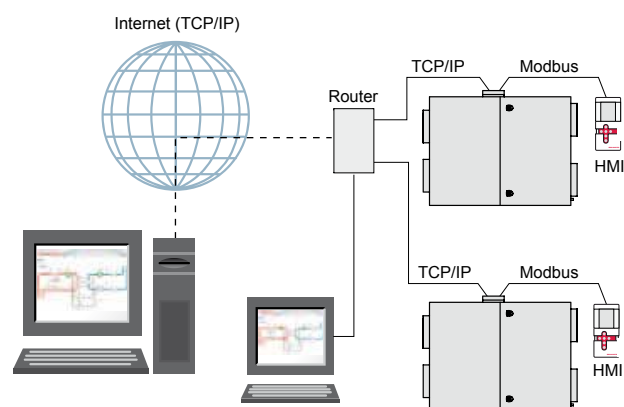 Internet (TCP/IP)
TCP/IP
Modbus
Router
HMI
TCP/IP
Modbus
HMI